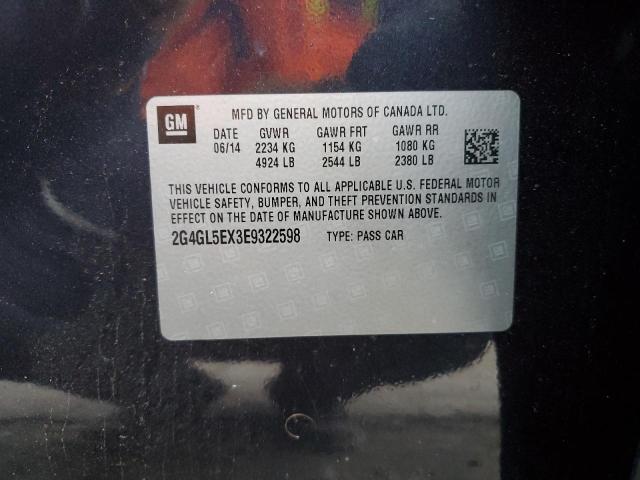 GM
MFD BY GENERAL MOTORS OF CANADA LTD.
DATE GVWR GAWR FRT GAWR RR
06/14 2234 KG 1154 KG 1080 KG
4924 LB 2544 LB 2380 LB
THIS VEHICLE CONFORMS TO ALL APPLICABLE U.S. FEDERAL MOTOR
VEHICLE SAFETY, BUMPER, AND THEFT PREVENTION STANDARDS IN
EFFECT ON THE DATE OF MANUFACTURE SHOWN ABOVE.
2G4GL5EX3E9322598 TYPE: PASS CAR